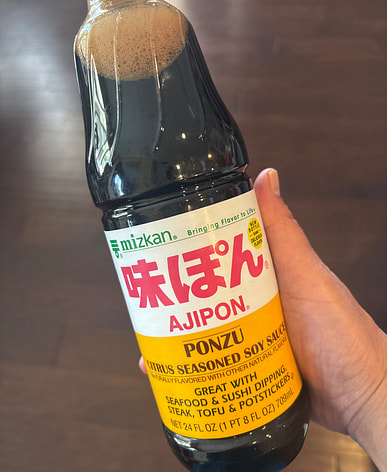 mizkan®
Bringing Flavor to Life®
味ぽん®
AJIPON®
PONZU
CITRUS SEASONED SOY SAUCE
NATURALLY FLAVORED WITH OTHER NATURAL FLAVORS
GREAT WITH
SEAFOOD & SUSHI DIPPING,
STEAK, TOFU & POTSTICKERS
NET 24 FL OZ (1 PT 8 FL OZ) 709mL